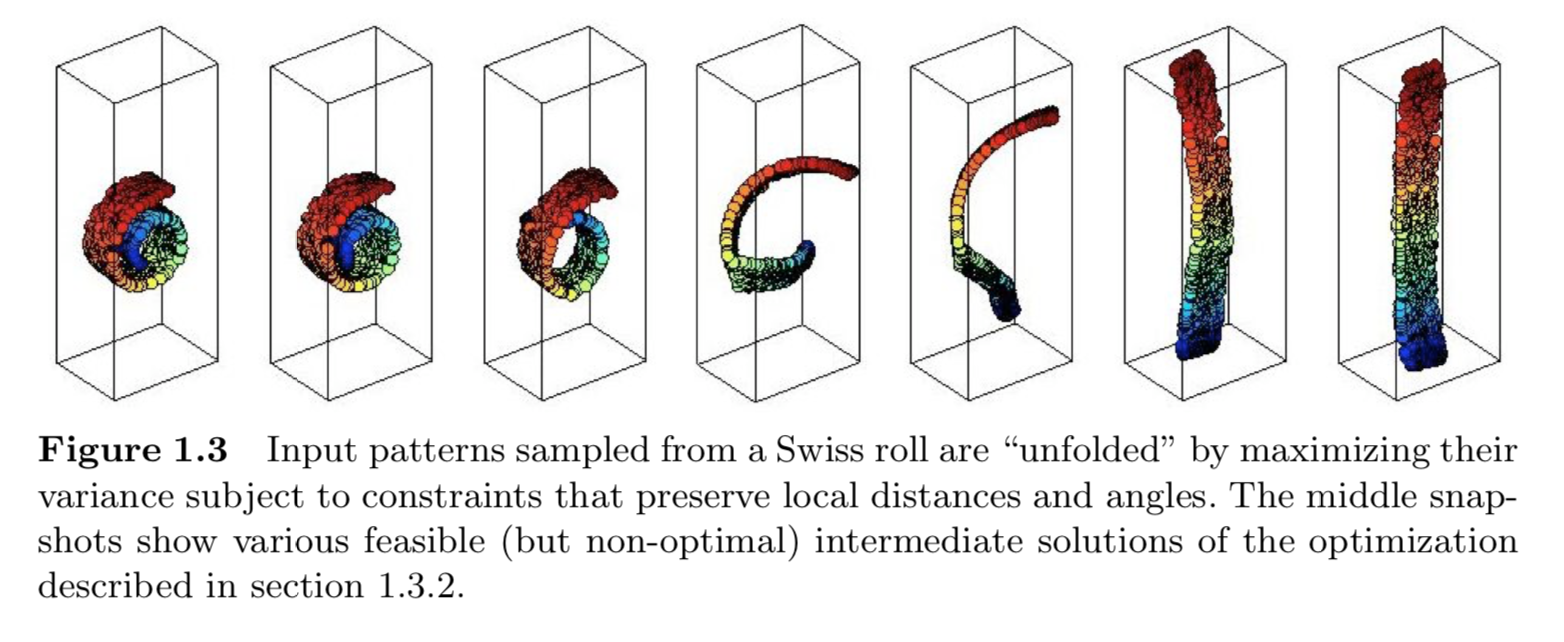 Figure 1.3 Input patterns sampled from a Swiss roll are “unfolded” by maximizing their
variance subject to constraints that preserve local distances and angles. The middle snap-
shots show various feasible (but non-optimal) intermediate solutions of the optimization
described in section 1.3.2.